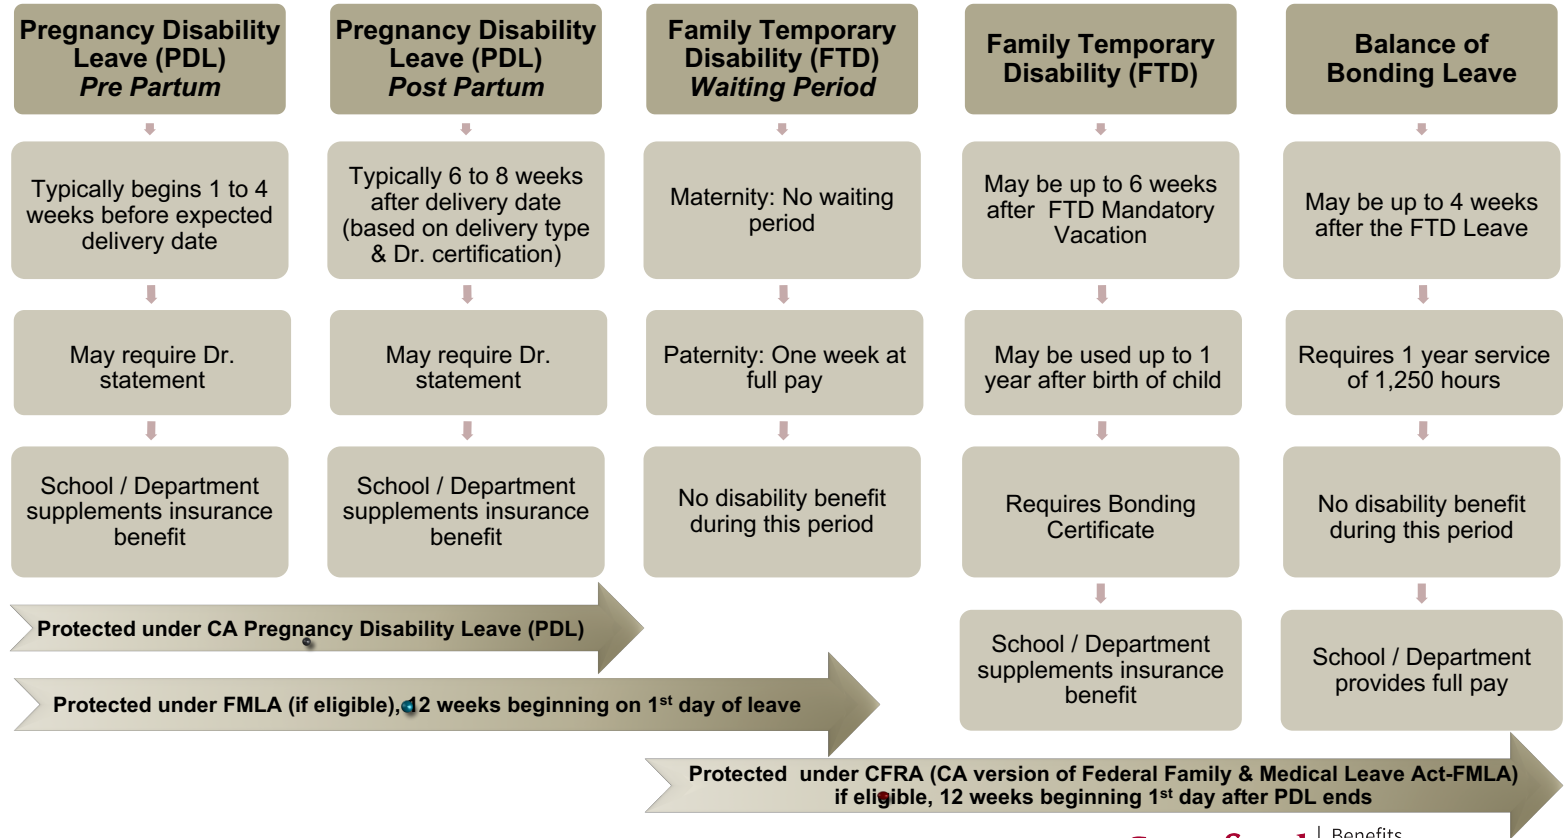 Pregnancy Disability
Leave (PDL)
Pre Partum
Typically begins 1 to 4
weeks before expected
delivery date
May require Dr.
statement
School / Department
supplements insurance
benefit
Pregnancy Disability
Leave (PDL)
Post Partum
Typically 6 to 8 weeks
after delivery date
(based on delivery type
& Dr. certification)
May require Dr.
statement
School / Department
supplements insurance
benefit
Family Temporary
Disability (FTD)
Waiting Period
Maternity: No waiting
period
Paternity: One week at
full pay
No disability benefit
during this period
Family Temporary
Disability (FTD)
May be up to 6 weeks
after FTD Mandatory
Vacation
May be used up to 1
year after birth of child
Requires Bonding
Certificate
School / Department
supplements insurance
benefit
Balance of
Bonding Leave
May be up to 4 weeks
after the FTD Leave
Requires 1 year service
of 1,250 hours
No disability benefit
during this period
School / Department
provides full pay
Protected under CA Pregnancy Disability Leave (PDL)
Protected under FMLA (if eligible), 12 weeks beginning on 1st day of leave
Protected under CFRA (CA version of Federal Family & Medical Leave Act-FMLA)
if eligible, 12 weeks beginning 1st day after PDL ends
Benefits